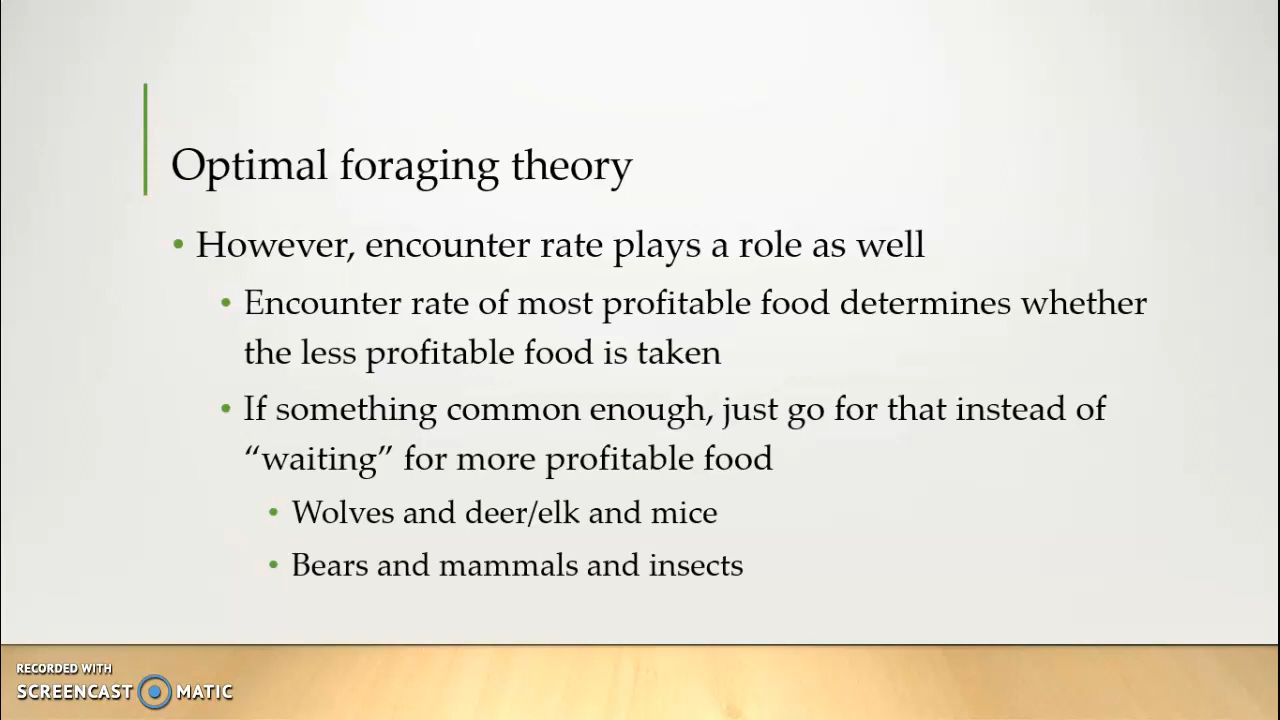 Optimal foraging theory
• However, encounter rate plays a role as well
• Encounter rate of most profitable food determines whether
the less profitable food is taken
• If something common enough, just go for that instead of
“waiting” for more profitable food
• Wolves and deer/elk and mice
• Bears and mammals and insects
RECORDED WITH
SCREENCAST MATIC